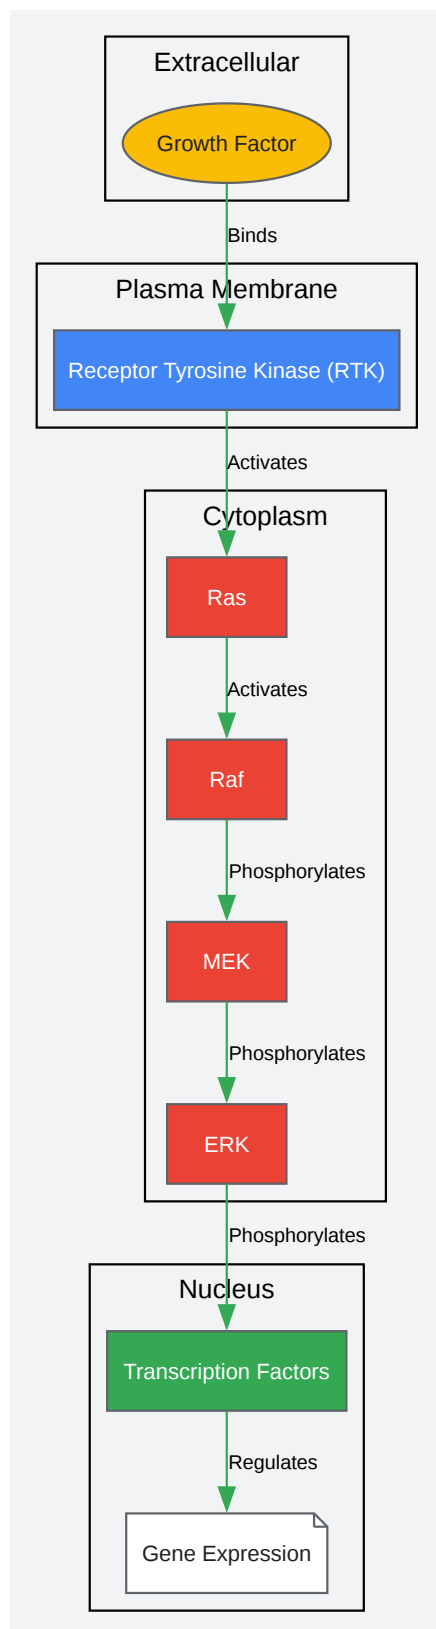 Extracellular
Growth Factor
Binds
Plasma Membrane
Receptor Tyrosine Kinase (RTK)
Activates
Cytoplasm
Ras
Activates
Raf
Phosphorylates
MEK
Phosphorylates
ERK
Phosphorylates
Nucleus
Transcription Factors
Regulates
Gene Expression